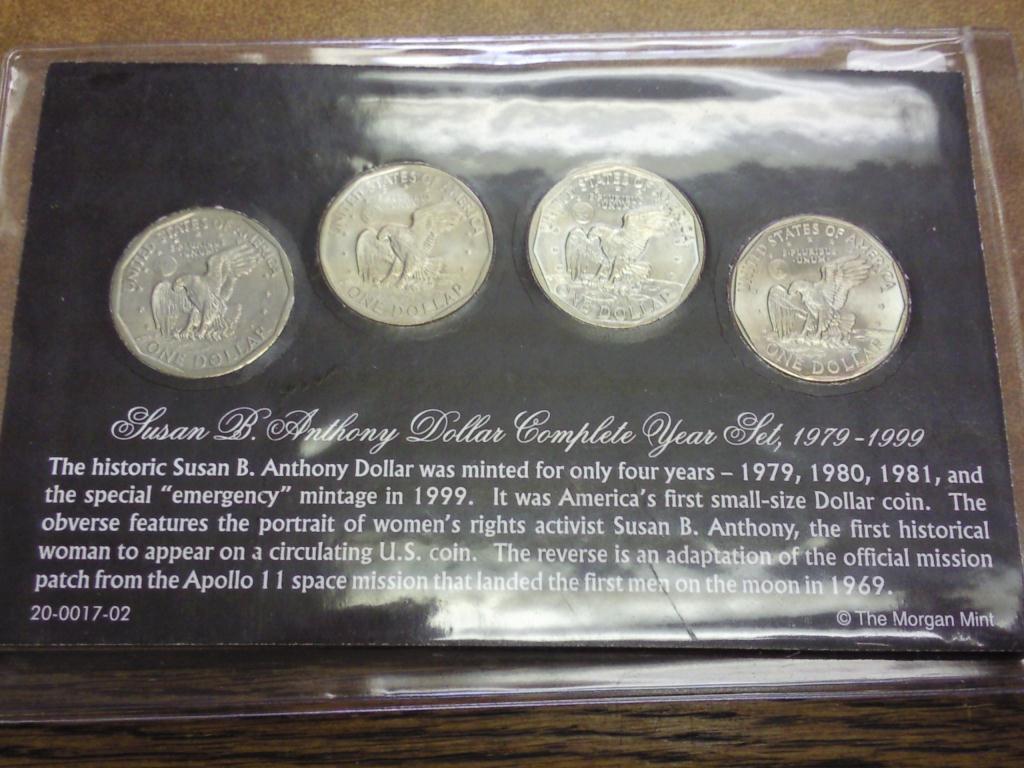 UNITED STATES OF AMERICA
E PLURIBUS
UNUM
ONE DOLLAR
UNITED STATES OF AMERICA
ONE DOLLAR
UNITED STATES OF AMERICA
E PLURIBUS
UNUM
ONE DOLLAR
UNITED STATES OF AMERICA
E PLURIBUS
UNUM
ONE DOLLAR
Susan B. Anthony Dollar Complete Year Set, 1979-1999
The historic Susan B. Anthony Dollar was minted for only four years – 1979, 1980, 1981, and
the special “emergency” mintage in 1999. It was America's first small-size Dollar coin. The
obverse features the portrait of women's rights activist Susan B. Anthony, the first historical
woman to appear on a circulating U.S. coin. The reverse is an adaptation of the official mission
patch from the Apollo 11 space mission that landed the first men on the moon in 1969.
20-0017-02
© The Morgan Mint